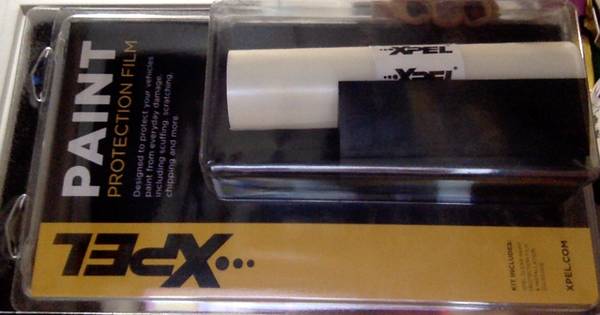 PAINT
PROTECTION FILM
Designed to protect your vehicles
paint from everyday damage,
including scuffing, scratching,
chipping and more.
XPEL
XPEL
XPEL
KIT INCLUDES:
XPEL.COM